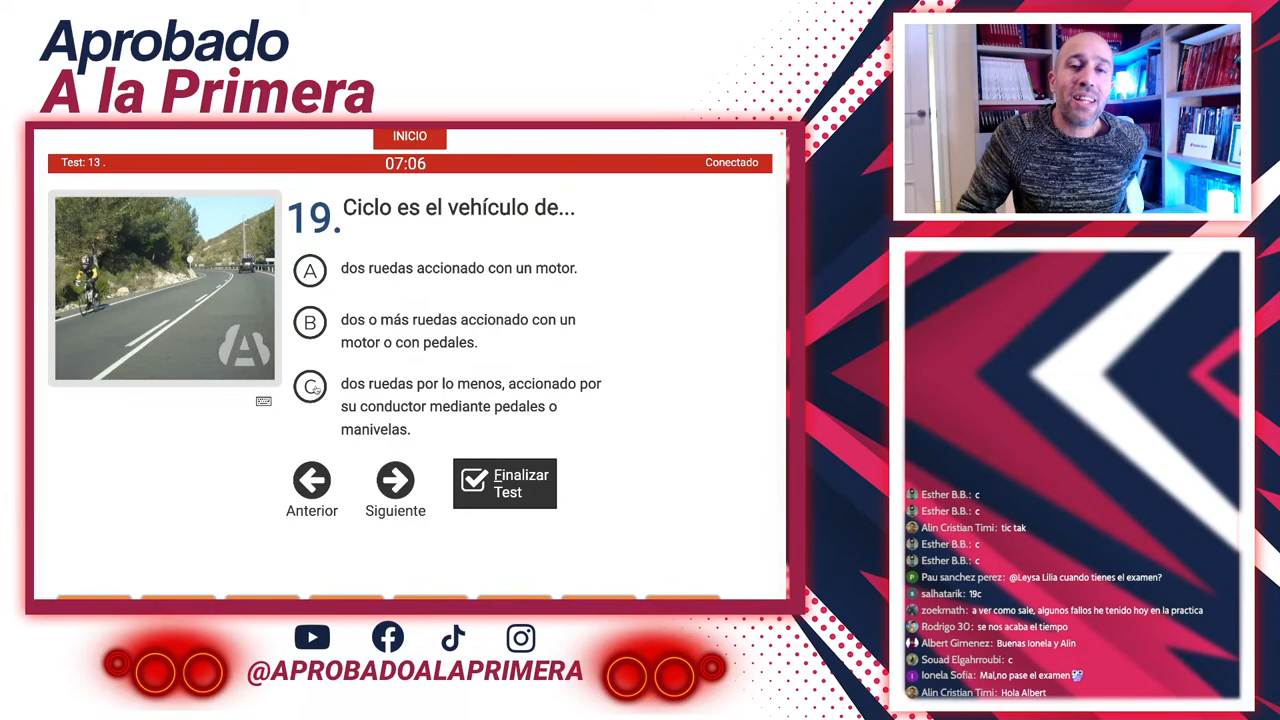 Aprobado
A la Primera
INICIO
Test: 13 .
07:06
Conectado
19.
Ciclo es el vehículo de...
A
dos ruedas accionado con un motor.
B
dos o más ruedas accionado con un
motor o con pedales.
C
dos ruedas por lo menos, accionado por
su conductor mediante pedales o
manivelas.
Anterior
Siguiente
Finalizar
Test
@APROBADOALAPRIMERA
Esther B.B.: c
Esther B.B.: c
Alin Cristian Timi: tic tak
Esther B.B.: c
Esther B.B.: c
P
Pau sanchez perez: @Leysa Lilia cuando tienes el examen?
s
salhatarik: 19c
zoekmath: a ver como sale, algunos fallos he tenido hoy en la practica
Rodrigo 30: se nos acaba el tiempo
Albert Gimenez: Buenas Ionela y Alin
Souad Elgahrroubi: c
I
Ionela Sofia: Mal,no pase el examen
Alin Cristian Timi: Hola Albert